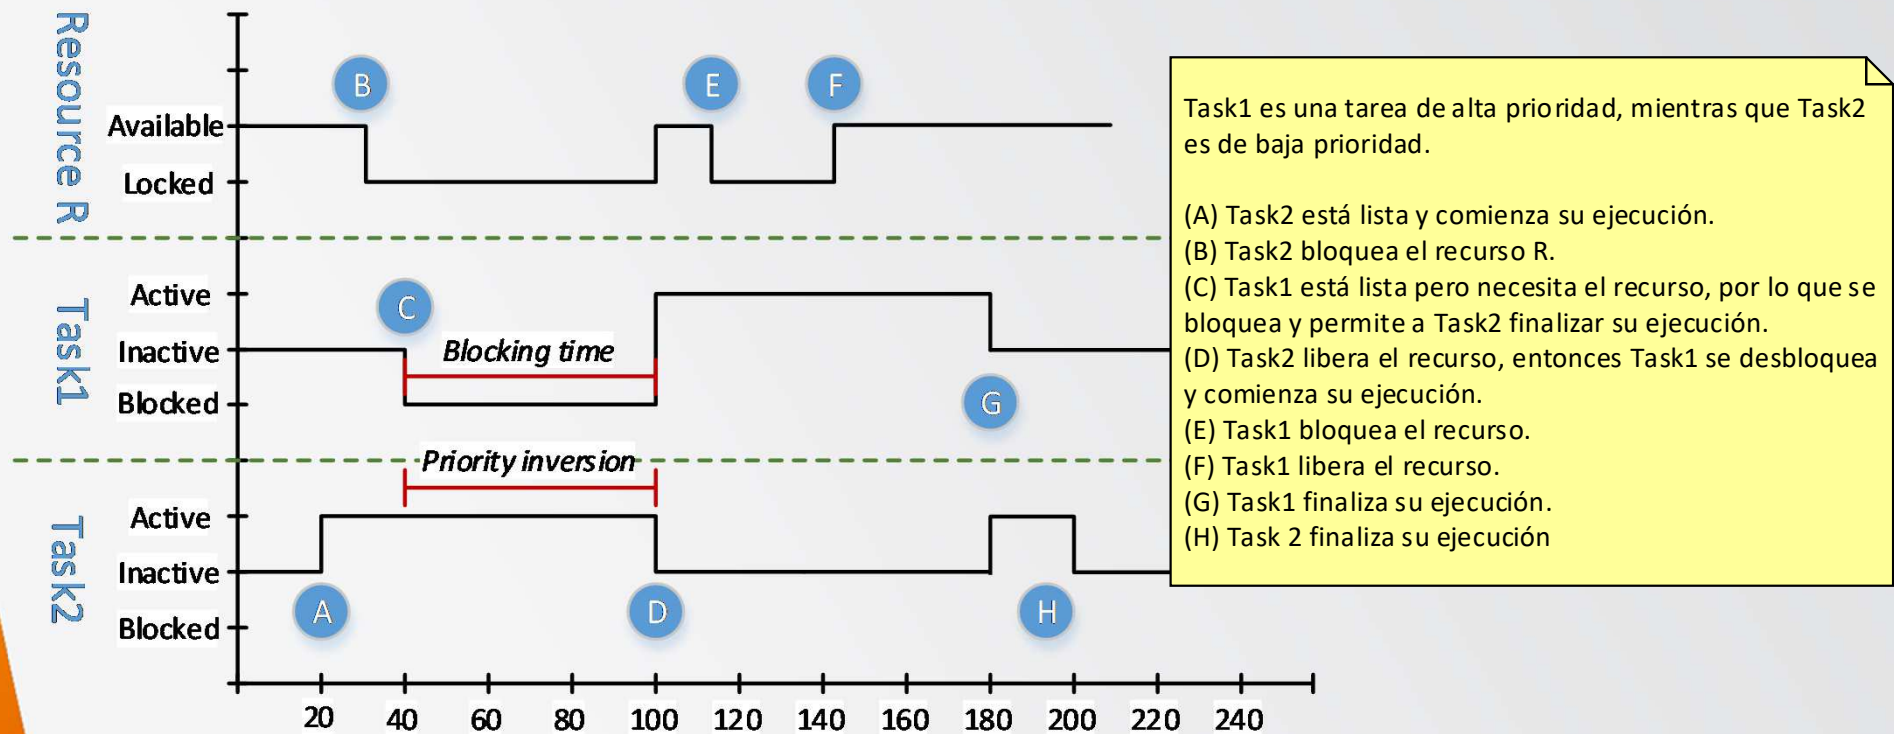 Resource R
Available
Locked
B
E
F
Task1
Active
Inactive
Blocked
C
Blocking time
G
Task2
Priority inversion
Active
Inactive
Blocked
A
D
H
20 40 60 80 100 120 140 160 180 200 220 240
Task1 es una tarea de alta prioridad, mientras que Task2
es de baja prioridad.
(A) Task2 está lista y comienza su ejecución.
(B) Task2 bloquea el recurso R.
(C) Task1 está lista pero necesita el recurso, por lo que se
bloquea y permite a Task2 finalizar su ejecución.
(D) Task2 libera el recurso, entonces Task1 se desbloquea
y comienza su ejecución.
(E) Task1 bloquea el recurso.
(F) Task1 libera el recurso.
(G) Task1 finaliza su ejecución.
(H) Task 2 finaliza su ejecución